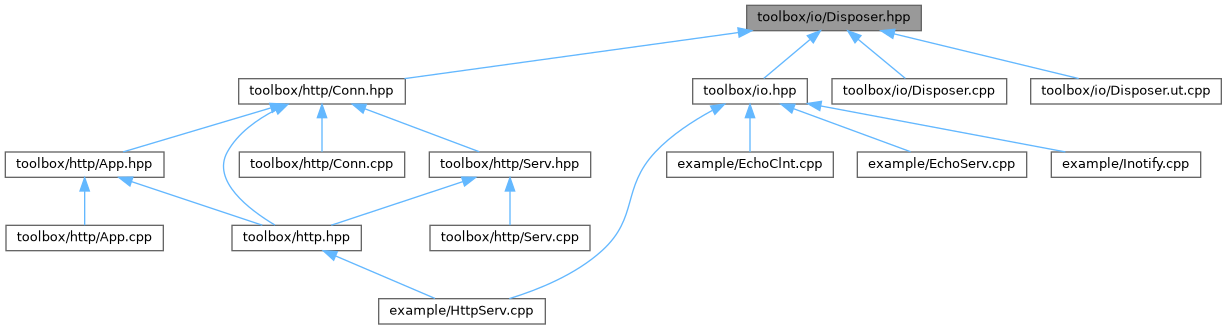 toolbox/io/Disposer.hpp
toolbox/http/Conn.hpp
toolbox/io.hpp
toolbox/io/Disposer.cpp
toolbox/io/Disposer.ut.cpp
toolbox/http/App.hpp
toolbox/http/Conn.cpp
toolbox/http/Serv.hpp
example/EchoClnt.cpp
example/EchoServ.cpp
example/Inotify.cpp
toolbox/http/App.cpp
toolbox/http.hpp
toolbox/http/Serv.cpp
example/HttpServ.cpp